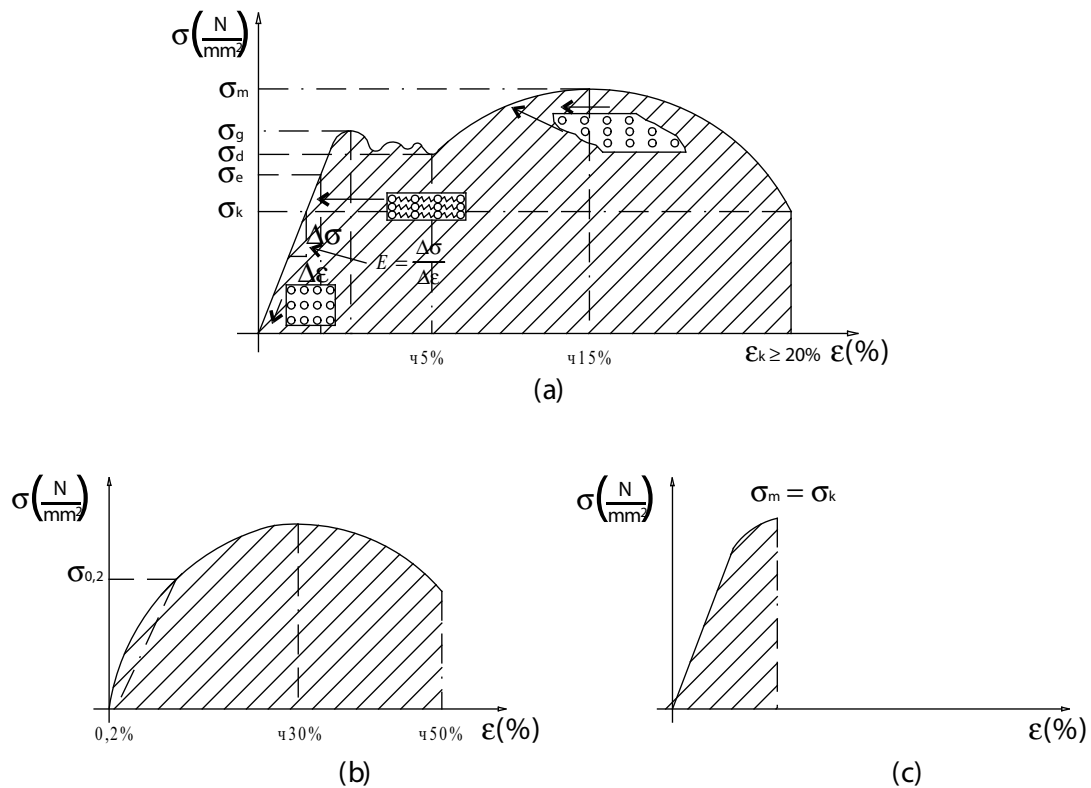 σ(N/mm²)
σm
σg
σd
σe
σk
Δσ
Δε
E = Δσ/Δε
ч5%
ч15%
εk ≥ 20%
ε(%)
(a)
σ(N/mm²)
σ0,2
0,2%
ч30%
ч50%
ε(%)
(b)
σ(N/mm²)
σm = σk
ε(%)
(c)